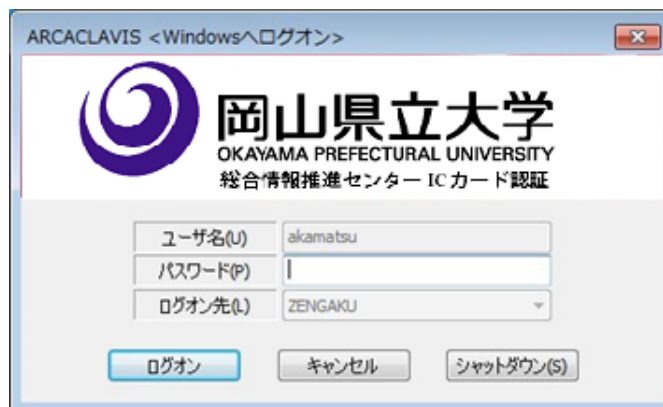 ARCACLAVIS <Windowsへログオン>
岡山県立大学
OKAYAMA PREFECTURAL UNIVERSITY
総合情報推進センター ICカード認証
ユーザ名(U) akamatsu
パスワード(P)
ログオン先(L) ZENGAKU
ログオン キャンセル シャットダウン(S)